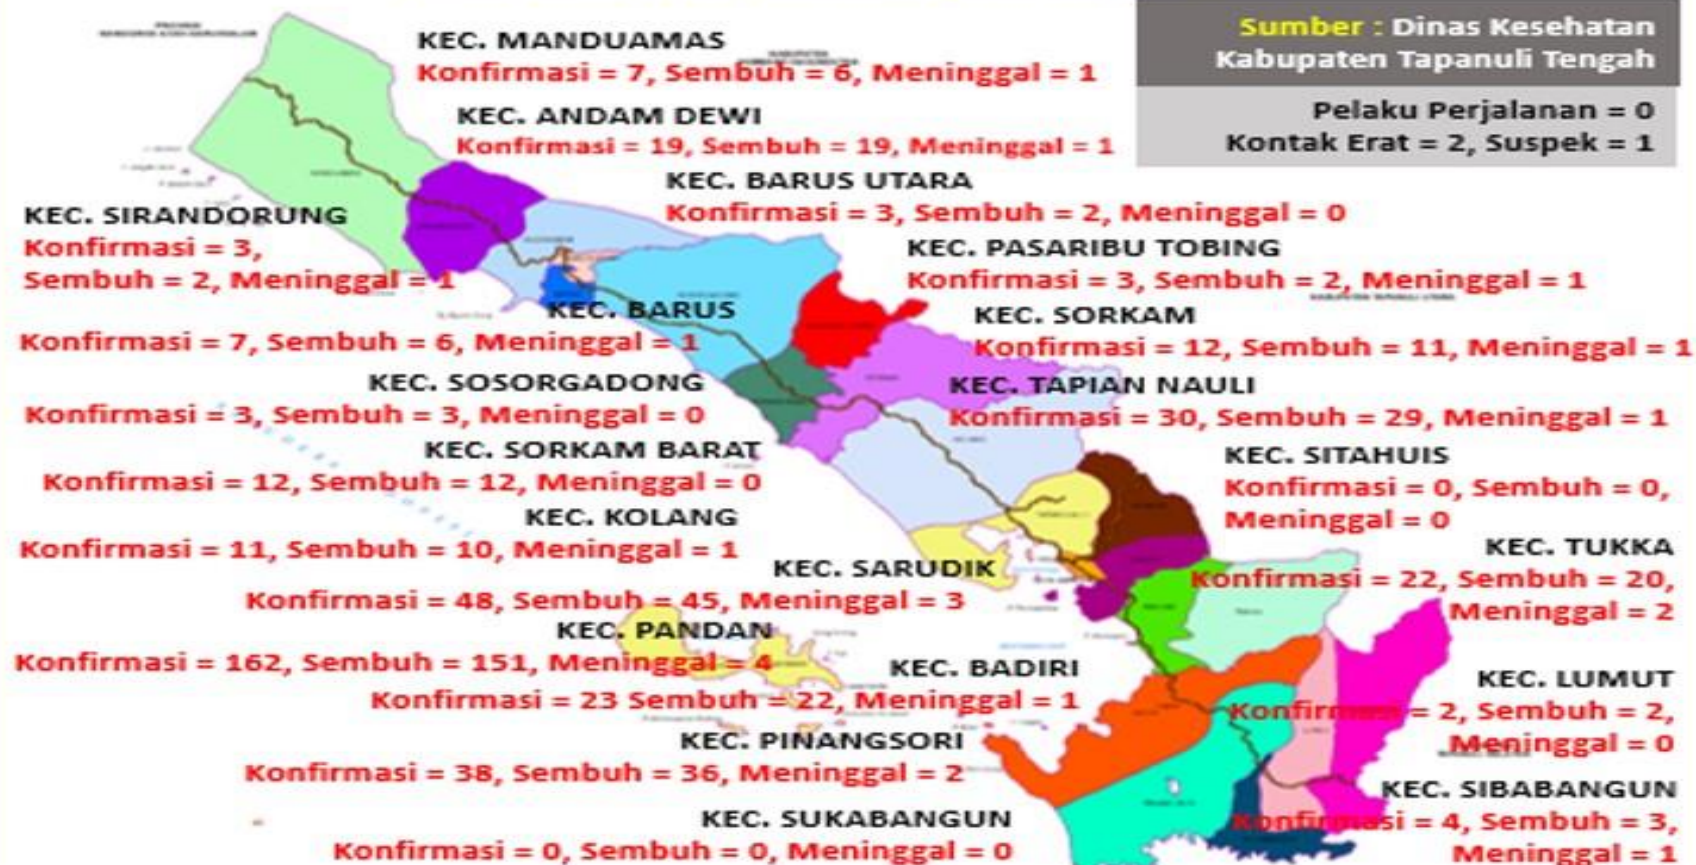 Sumber : Dinas Kesehatan
Kabupaten Tapanuli Tengah
Pelaku Perjalanan = 0
Kontak Erat = 2, Suspek = 1
KEC. MANDUAMAS
Konfirmasi = 7, Sembuh = 6, Meninggal = 1
KEC. ANDAM DEWI
Konfirmasi = 19, Sembuh = 19, Meninggal = 1
KEC. BARUS UTARA
Konfirmasi = 3, Sembuh = 2, Meninggal = 0
KEC. SIRANDORUNG
Konfirmasi = 3,
Sembuh = 2, Meninggal = 1
KEC. PASARIBU TOBING
Konfirmasi = 3, Sembuh = 2, Meninggal = 1
KEC. BARUS
Konfirmasi = 7, Sembuh = 6, Meninggal = 1
KEC. SORKAM
Konfirmasi = 12, Sembuh = 11, Meninggal = 1
KEC. SOSORGADONG
Konfirmasi = 3, Sembuh = 3, Meninggal = 0
KEC. TAPIAN NAULI
Konfirmasi = 30, Sembuh = 29, Meninggal = 1
KEC. SORKAM BARAT
Konfirmasi = 12, Sembuh = 12, Meninggal = 0
KEC. SITAHUIS
Konfirmasi = 0, Sembuh = 0,
Meninggal = 0
KEC. KOLANG
Konfirmasi = 11, Sembuh = 10, Meninggal = 1
KEC. TUKKA
Konfirmasi = 22, Sembuh = 20,
Meninggal = 2
KEC. SARUDIK
Konfirmasi = 48, Sembuh = 45, Meninggal = 3
KEC. PANDAN
Konfirmasi = 162, Sembuh = 151, Meninggal = 4
KEC. BADIRI
Konfirmasi = 23 Sembuh = 22, Meninggal = 1
KEC. LUMUT
Konfirmasi = 2, Sembuh = 2,
Meninggal = 0
KEC. PINANGSORI
Konfirmasi = 38, Sembuh = 36, Meninggal = 2
KEC. SIBABANGUN
Konfirmasi = 4, Sembuh = 3,
Meninggal = 1
KEC. SUKABANGUN
Konfirmasi = 0, Sembuh = 0, Meninggal = 0